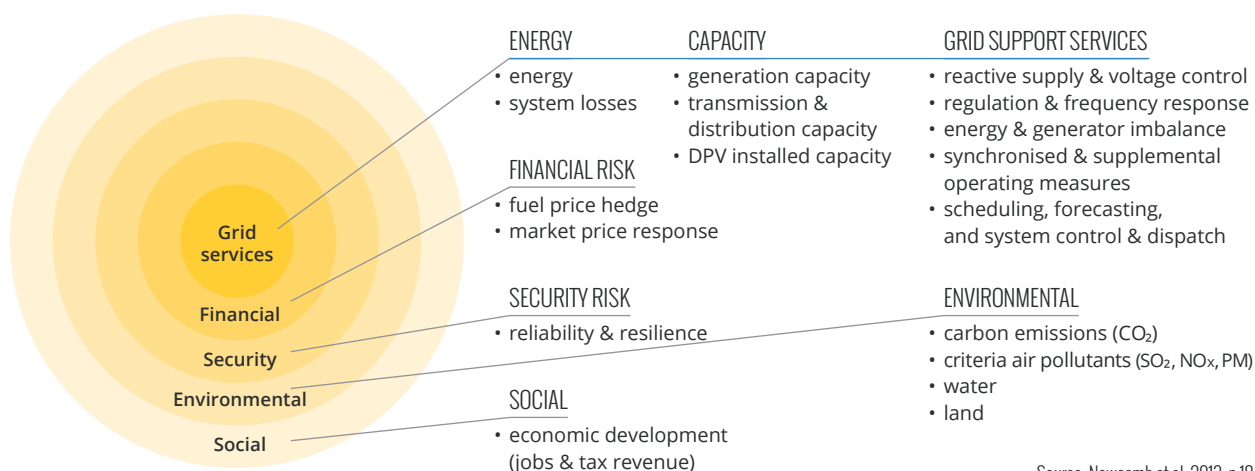 ENERGY
• energy
• system losses
CAPACITY
• generation capacity
• transmission &
distribution capacity
• DPV installed capacity
GRID SUPPORT SERVICES
• reactive supply & voltage control
• regulation & frequency response
• energy & generator imbalance
• synchronised & supplemental
operating measures
• scheduling, forecasting,
and system control & dispatch
FINANCIAL RISK
• fuel price hedge
• market price response
SECURITY RISK
• reliability & resilience
ENVIRONMENTAL
• carbon emissions (CO₂)
• criteria air pollutants (SO₂, NOx, PM)
• water
• land
SOCIAL
• economic development
(jobs & tax revenue)
Grid
services
Financial
Security
Environmental
Social